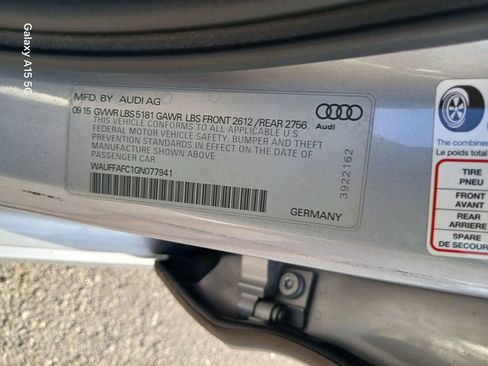 MFD. BY AUDI AG
09.15 GVWR LBS 5181 GAWR LBS FRONT 2612 / REAR 2756
THIS VEHICLE CONFORMS TO ALL APPLICABLE U.S.
FEDERAL MOTOR VEHICLE SAFETY, BUMPER, AND THEFT
PREVENTION STANDARDS IN EFFECT ON THE DATE OF
MANUFACTURE SHOWN ABOVE
PASSENGER CAR
WAUFFAFC1GN077941
Audi
3922162
GERMANY
The combined
Le poids total
TIRE
PNEU
FRONT
AVANT
REAR
ARRIERE
SPARE
DE SECOUR
Galaxy A15 5G